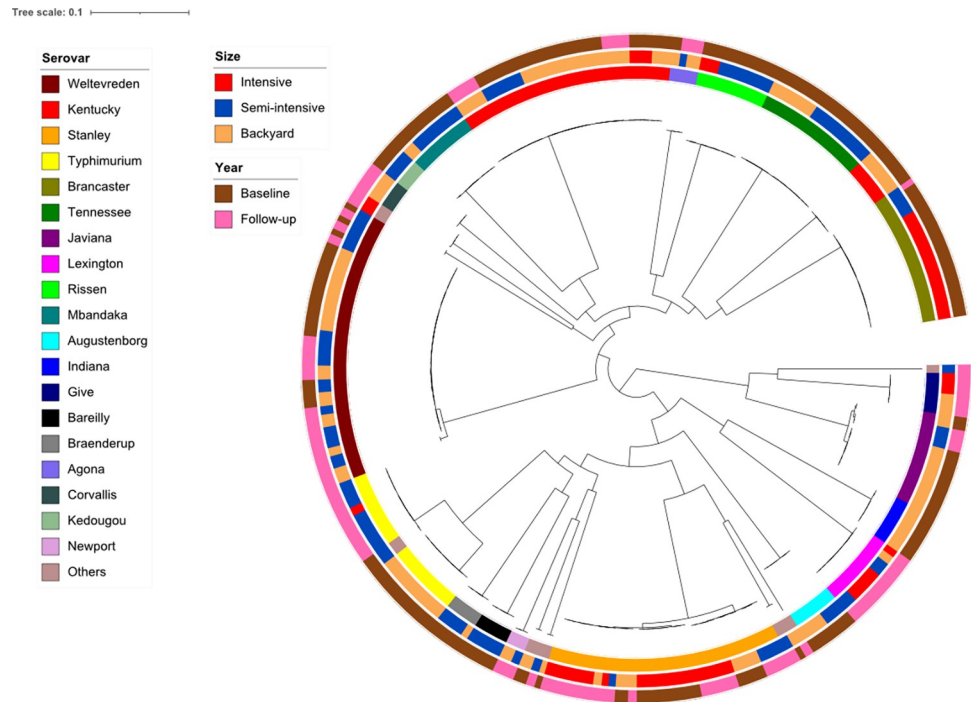 Tree scale: 0.1
Serovar
Weltevreden
Kentucky
Stanley
Typhimurium
Brancaster
Tennessee
Javiana
Lexington
Rissen
Mbandaka
Augustenborg
Indiana
Give
Bareilly
Braenderup
Agona
Corvallis
Kedougou
Newport
Others
Size
Intensive
Semi-intensive
Backyard
Year
Baseline
Follow-up